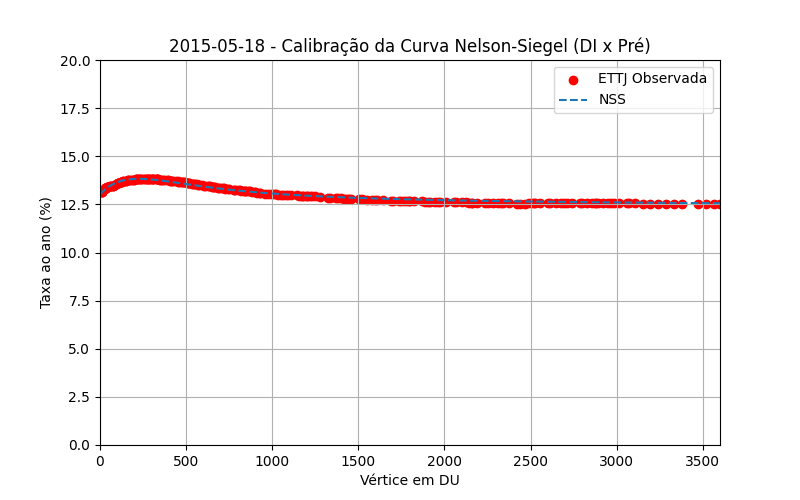 2015-05-18 - Calibração da Curva Nelson-Siegel (DI x Pré)
ETTJ Observada
NSS
Taxa ao ano (%)
20.0
17.5
15.0
12.5
10.0
7.5
5.0
2.5
0.0
0 500 1000 1500 2000 2500 3000 3500
Vértice em DU